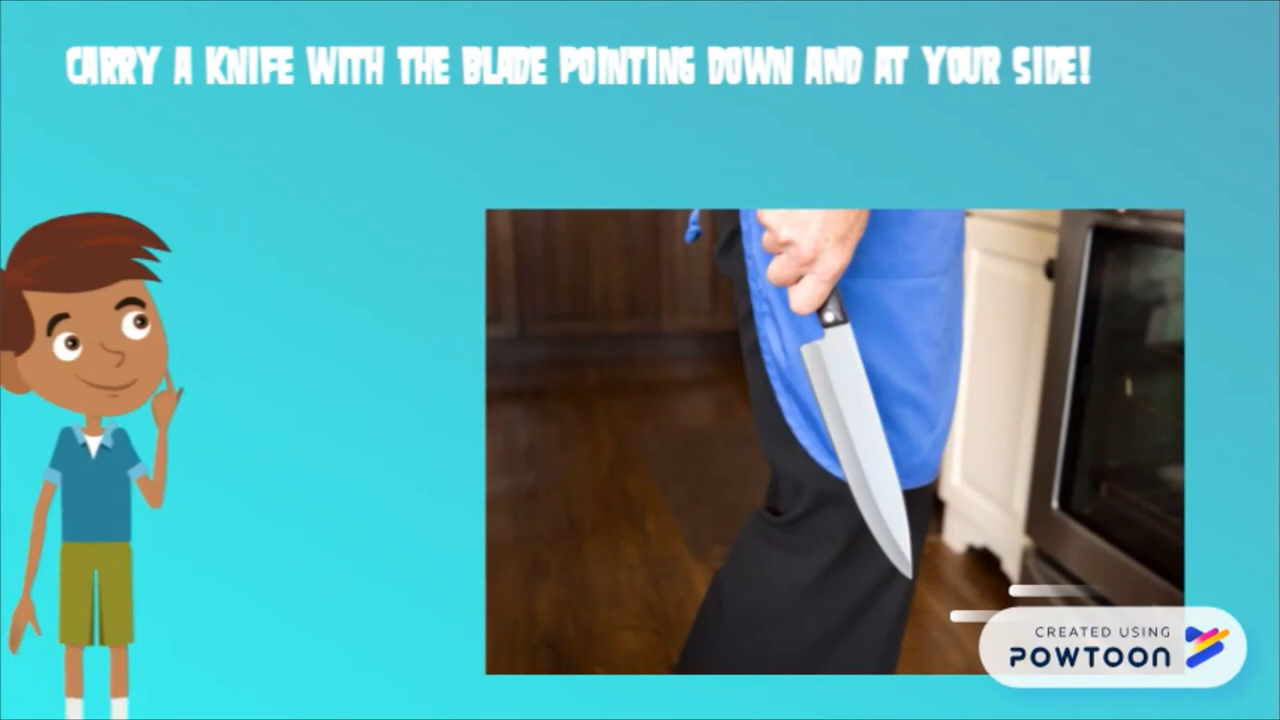 CARRY A KNIFE WITH THE BLADE POINTING DOWN AND AT YOUR SIDE!
CREATED USING
POWTOON